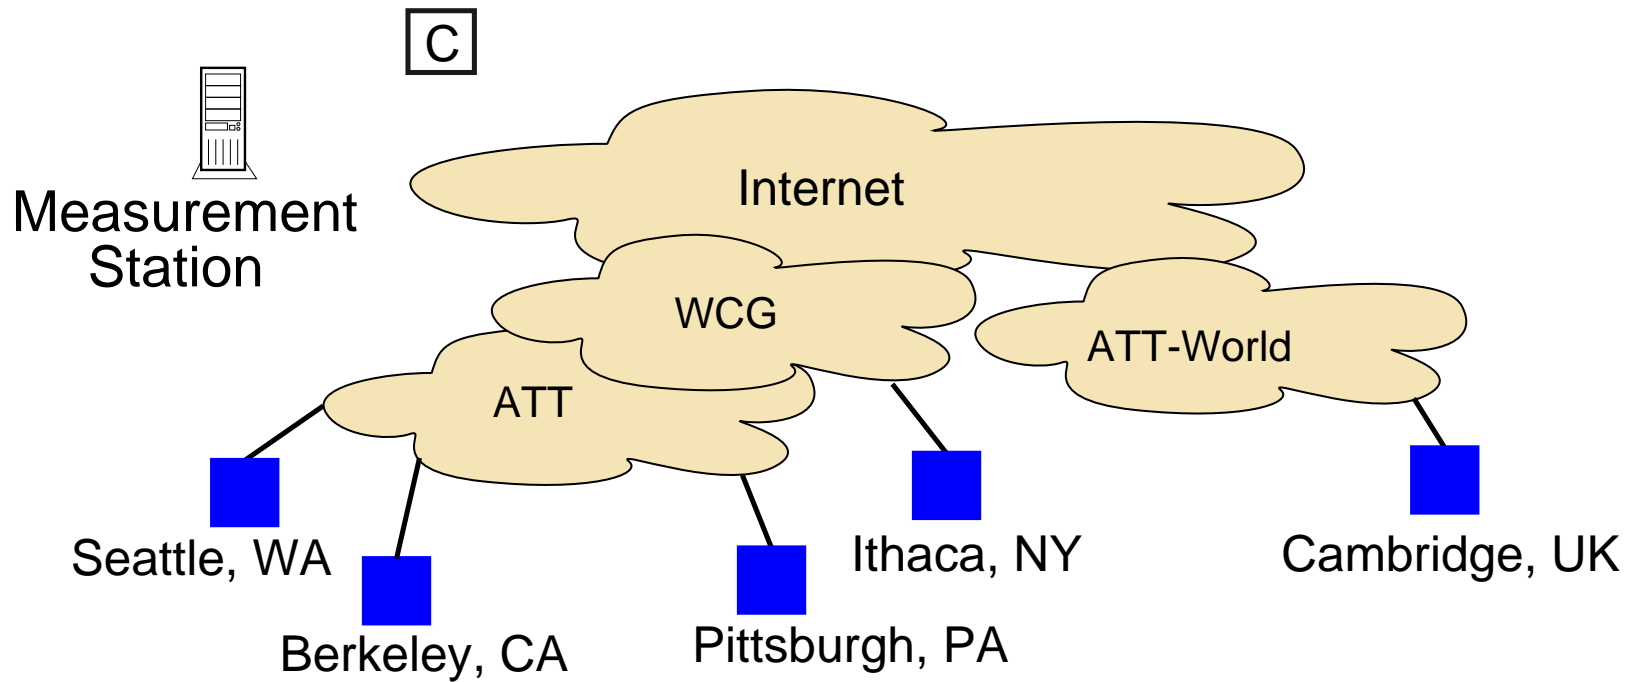 C
Measurement
Station
Internet
WCG
ATT-World
ATT
Seattle, WA
Ithaca, NY
Cambridge, UK
Berkeley, CA
Pittsburgh, PA